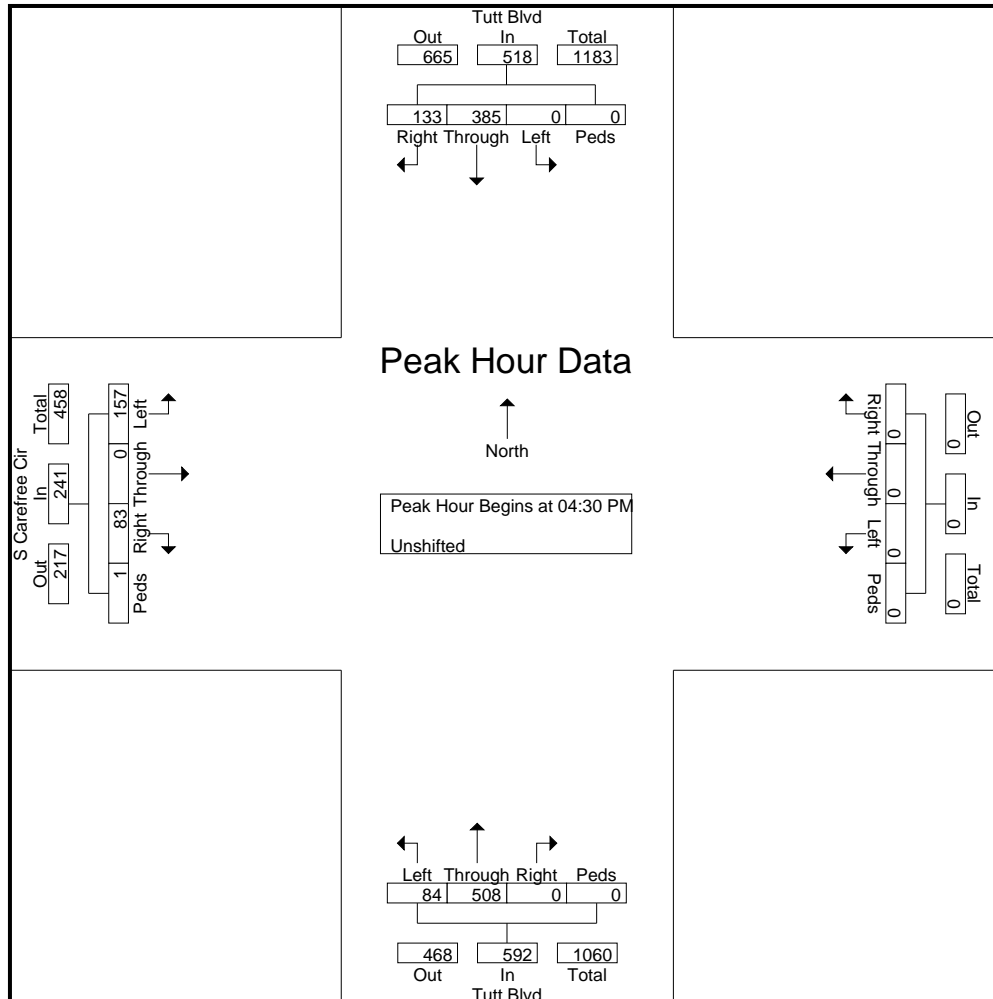 Tutt Blvd
Out In Total
665 518 1183
133 385 0 0
Right Through Left Peds
Peak Hour Data
North
Peak Hour Begins at 04:30 PM
Unshifted
S Carefree Cir
Out In Total
217 241 458
Left Through Right Peds
157 0 83 1
Right Through Left Peds
0 0 0 0
Out In Total
0 0 0
Left Through Right Peds
84 508 0 0
468 592 1060
Out In Total
Tutt Blvd